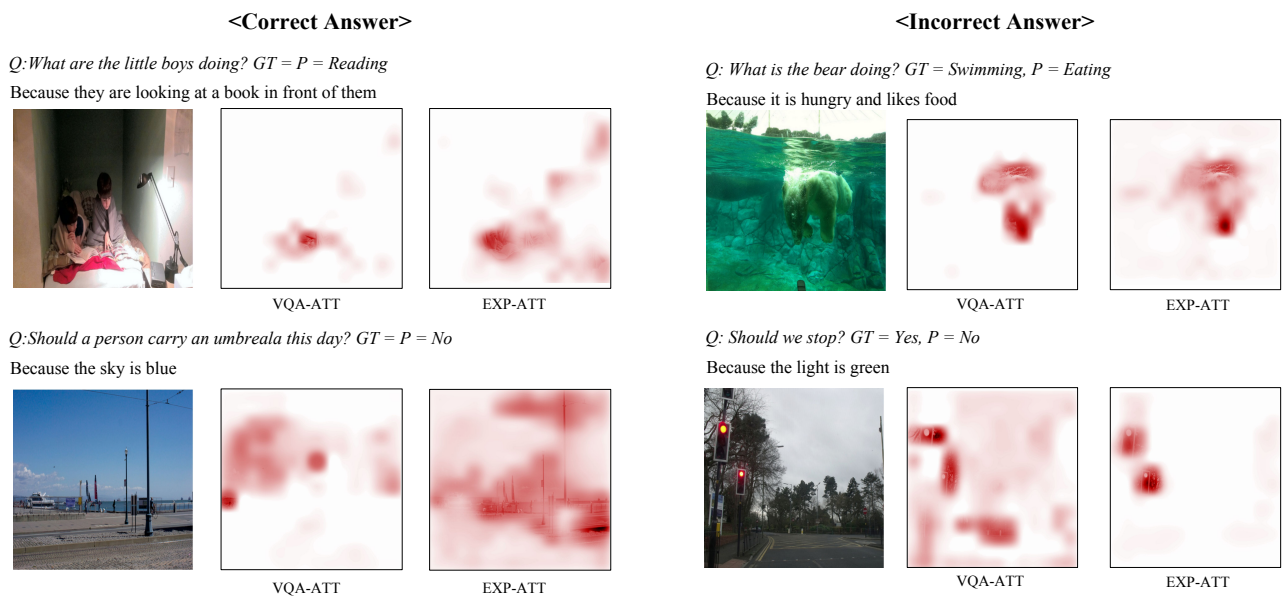 <Correct Answer>
Q:What are the little boys doing? GT = P = Reading
Because they are looking at a book in front of them
VQA-ATT
EXP-ATT
Q:Should a person carry an umbreala this day? GT = P = No
Because the sky is blue
VQA-ATT
EXP-ATT
<Incorrect Answer>
Q: What is the bear doing? GT = Swimming, P = Eating
Because it is hungry and likes food
VQA-ATT
EXP-ATT
Q: Should we stop? GT = Yes, P = No
Because the light is green
VQA-ATT
EXP-ATT